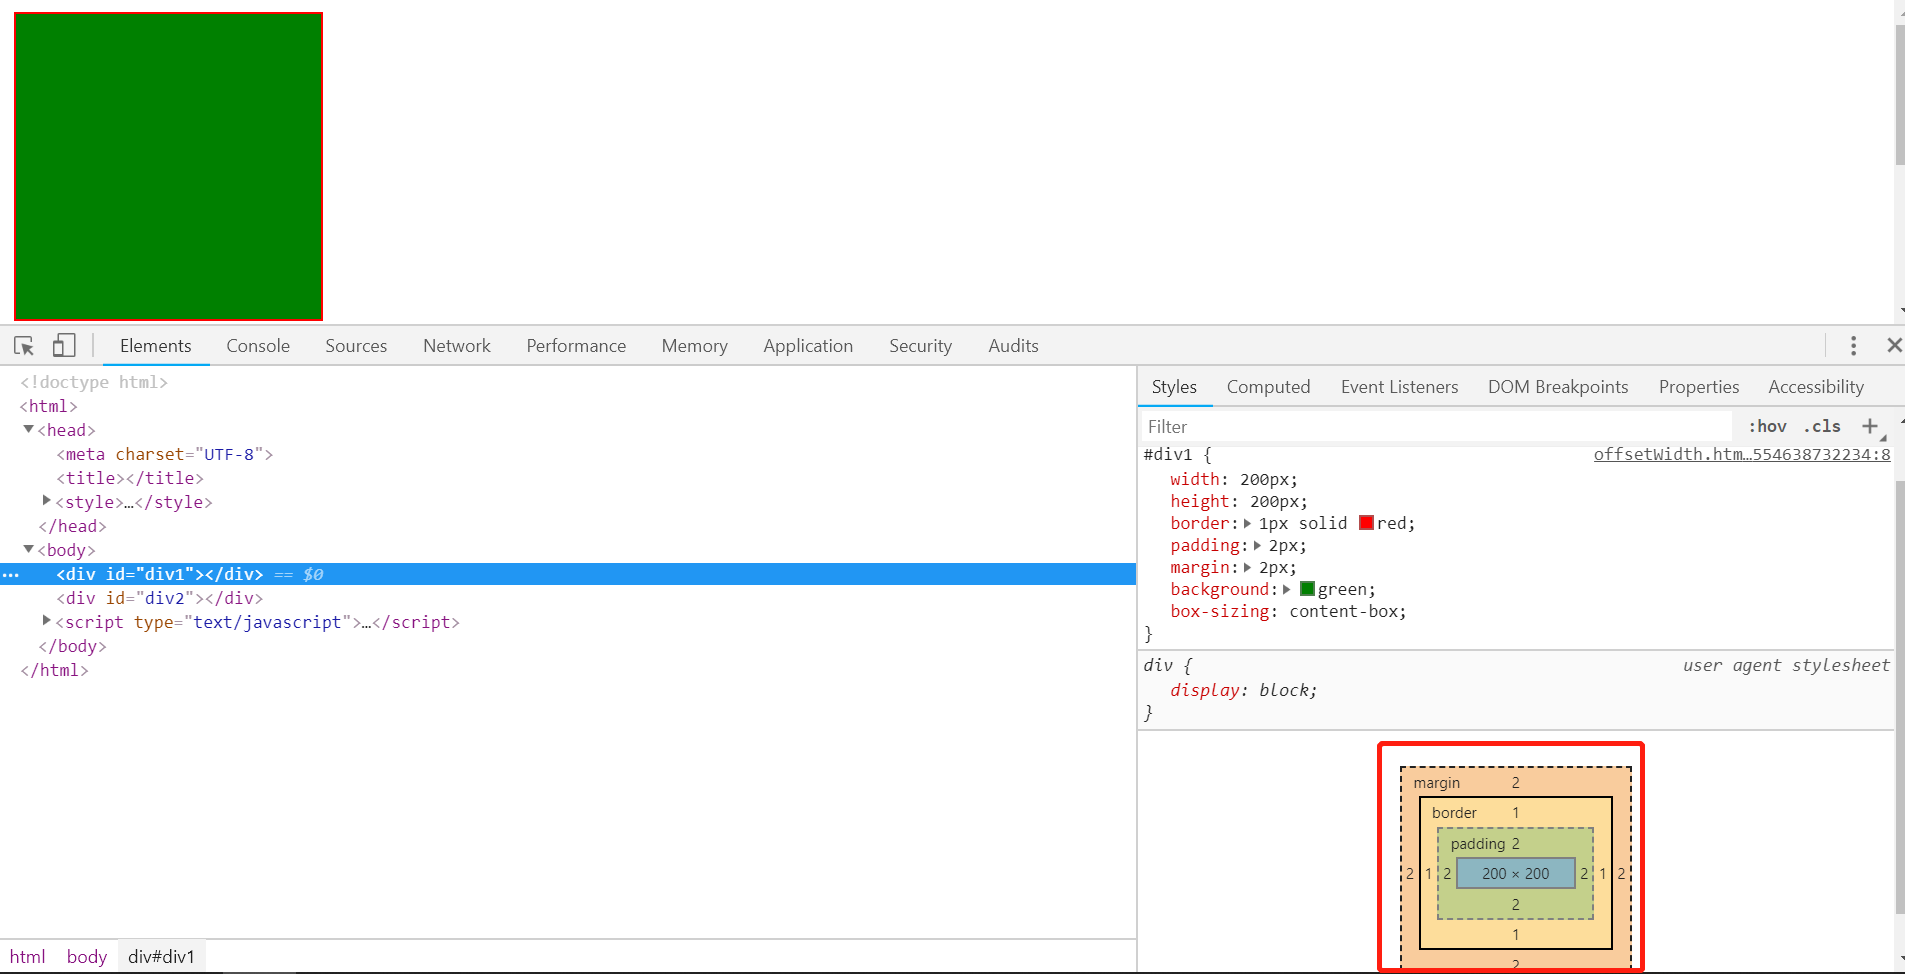 Elements Console Sources Network Performance Memory Application Security Audits
<!doctype html>
<html>
<head>
<meta charset="UTF-8">
<title></title>
<style>…</style>
</head>
<body>
<div id="div1"></div> == $0
<div id="div2"></div>
<script type="text/javascript">…</script>
</body>
</html>
html body div#div1
Styles Computed Event Listeners DOM Breakpoints Properties Accessibility
Filter :hov .cls +
#div1 { offsetWidth.htm…554638732234:8
width: 200px;
height: 200px;
border: 1px solid red;
padding: 2px;
margin: 2px;
background: green;
box-sizing: content-box;
}
div { user agent stylesheet
display: block;
}
margin 2
border 1
padding 2
2 1 2 200 × 200 2 1 2
2
1
2